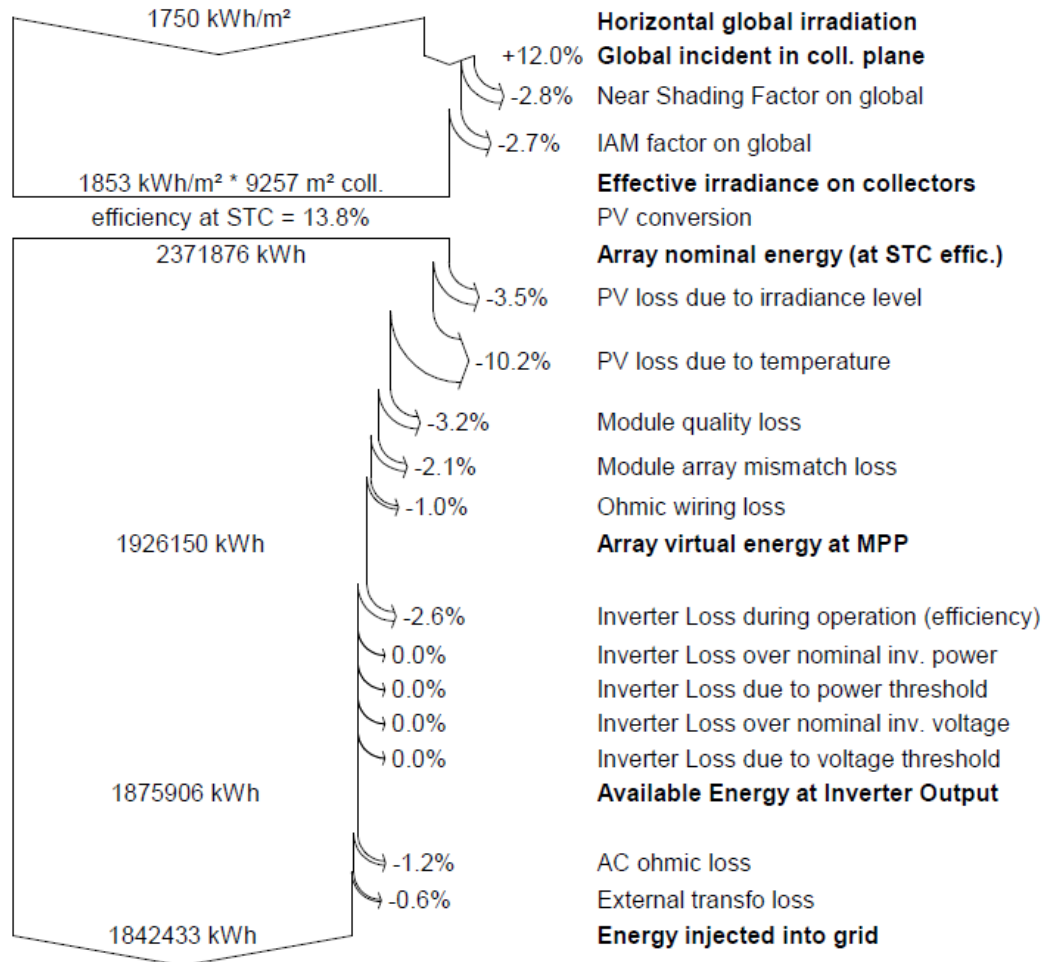 1750 kWh/m² Horizontal global irradiation
+12.0% Global incident in coll. plane
-2.8% Near Shading Factor on global
-2.7% IAM factor on global
1853 kWh/m² * 9257 m² coll. Effective irradiance on collectors
efficiency at STC = 13.8% PV conversion
2371876 kWh Array nominal energy (at STC effic.)
-3.5% PV loss due to irradiance level
-10.2% PV loss due to temperature
-3.2% Module quality loss
-2.1% Module array mismatch loss
-1.0% Ohmic wiring loss
1926150 kWh Array virtual energy at MPP
-2.6% Inverter Loss during operation (efficiency)
0.0% Inverter Loss over nominal inv. power
0.0% Inverter Loss due to power threshold
0.0% Inverter Loss over nominal inv. voltage
0.0% Inverter Loss due to voltage threshold
1875906 kWh Available Energy at Inverter Output
-1.2% AC ohmic loss
-0.6% External transfo loss
1842433 kWh Energy injected into grid